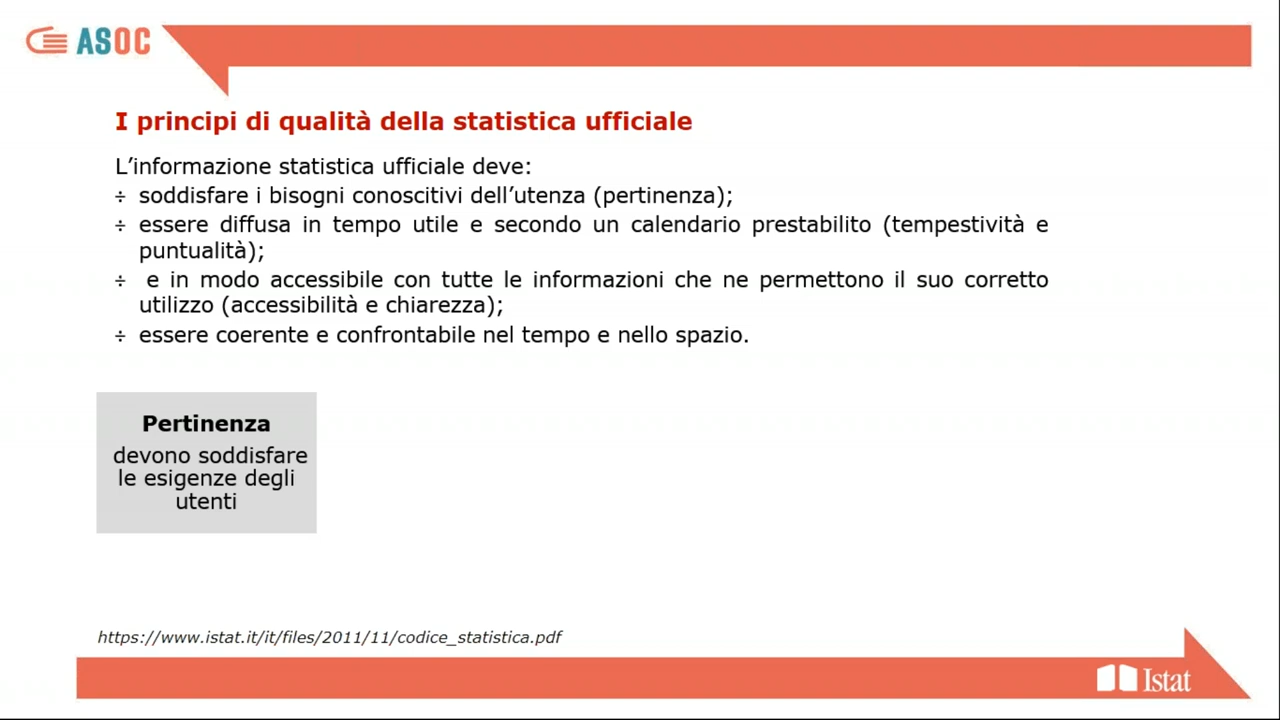 ASOC
I principi di qualità della statistica ufficiale
L’informazione statistica ufficiale deve:
÷ soddisfare i bisogni conoscitivi dell’utenza (pertinenza);
÷ essere diffusa in tempo utile e secondo un calendario prestabilito (tempestività e
puntualità);
÷ e in modo accessibile con tutte le informazioni che ne permettono il suo corretto
utilizzo (accessibilità e chiarezza);
÷ essere coerente e confrontabile nel tempo e nello spazio.
Pertinenza
devono soddisfare
le esigenze degli
utenti
https://www.istat.it/it/files/2011/11/codice_statistica.pdf
Istat